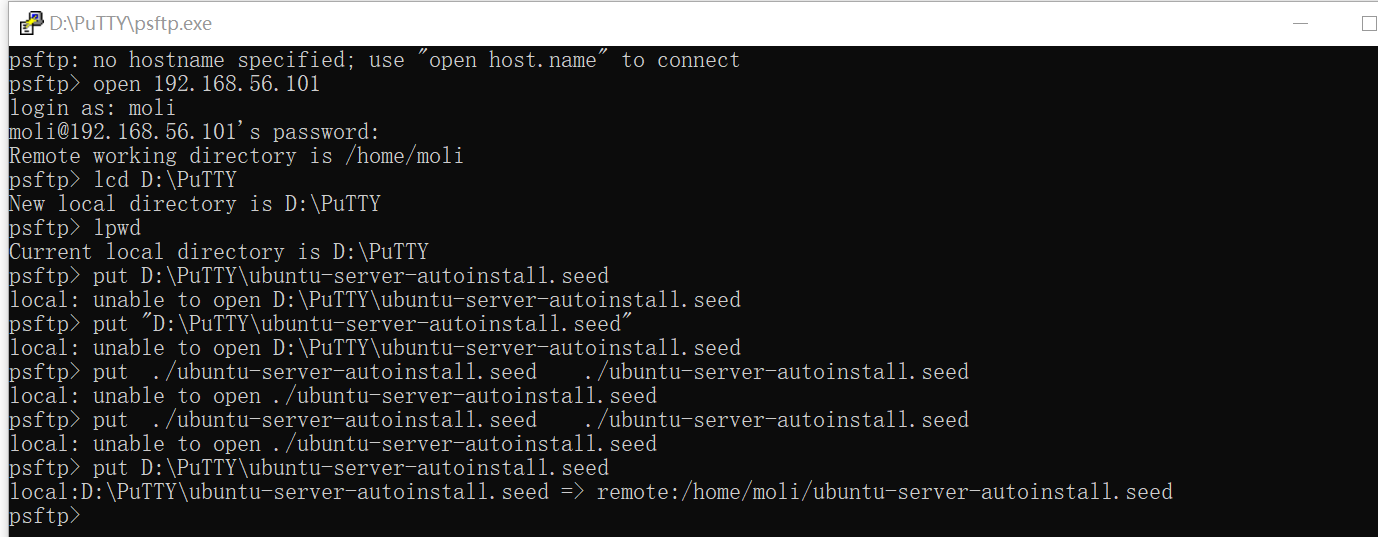 D:\PuTTY\psftp.exe
psftp: no hostname specified; use "open host.name" to connect
psftp> open 192.168.56.101
login as: moli
moli@192.168.56.101's password:
Remote working directory is /home/moli
psftp> lcd D:\PuTTY
New local directory is D:\PuTTY
psftp> lpwd
Current local directory is D:\PuTTY
psftp> put D:\PuTTY\ubuntu-server-autoinstall.seed
local: unable to open D:\PuTTY\ubuntu-server-autoinstall.seed
psftp> put "D:\PuTTY\ubuntu-server-autoinstall.seed"
local: unable to open D:\PuTTY\ubuntu-server-autoinstall.seed
psftp> put  ./ubuntu-server-autoinstall.seed    ./ubuntu-server-autoinstall.seed
local: unable to open ./ubuntu-server-autoinstall.seed
psftp> put  ./ubuntu-server-autoinstall.seed    ./ubuntu-server-autoinstall.seed
local: unable to open ./ubuntu-server-autoinstall.seed
psftp> put D:\PuTTY\ubuntu-server-autoinstall.seed
local:D:\PuTTY\ubuntu-server-autoinstall.seed => remote:/home/moli/ubuntu-server-autoinstall.seed
psftp>